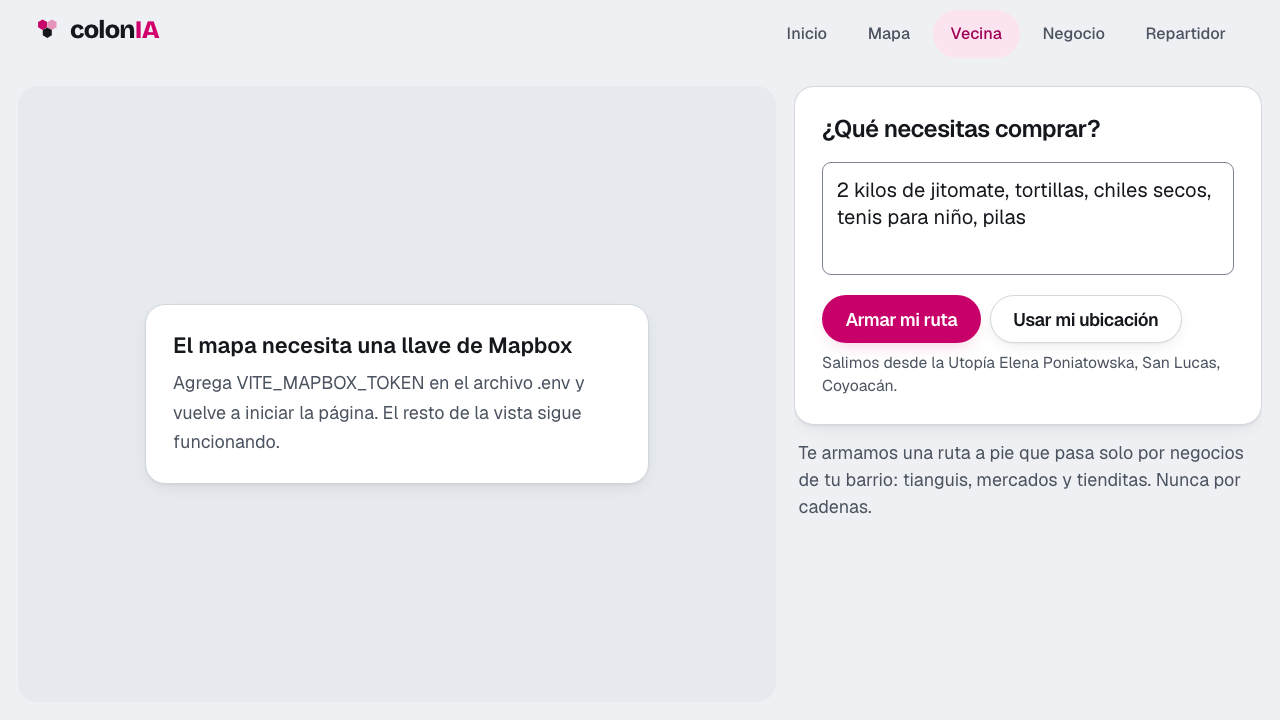 colonIA
Inicio
Mapa
Vecina
Negocio
Repartidor
El mapa necesita una llave de Mapbox
Agrega VITE_MAPBOX_TOKEN en el archivo .env y
vuelve a iniciar la página. El resto de la vista sigue
funcionando.
¿Qué necesitas comprar?
2 kilos de jitomate, tortillas, chiles secos,
tenis para niño, pilas
Armar mi ruta
Usar mi ubicación
Salimos desde la Utopía Elena Poniatowska, San Lucas,
Coyoacán.
Te armamos una ruta a pie que pasa solo por negocios
de tu barrio: tianguis, mercados y tienditas. Nunca por
cadenas.